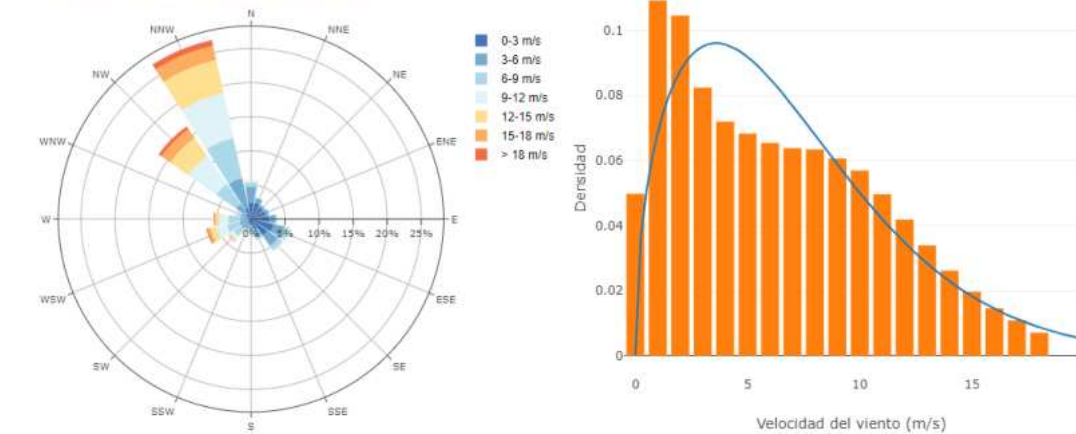 N
NNE
NE
ENE
E
ESE
SE
SSE
S
SSW
SW
WSW
W
WNW
NW
NNW
0%
5%
10%
15%
20%
25%
0-3 m/s
3-6 m/s
6-9 m/s
9-12 m/s
12-15 m/s
15-18 m/s
> 18 m/s
Densidad
0.1
0.08
0.06
0.04
0.02
0
0
5
10
15
Velocidad del viento (m/s)